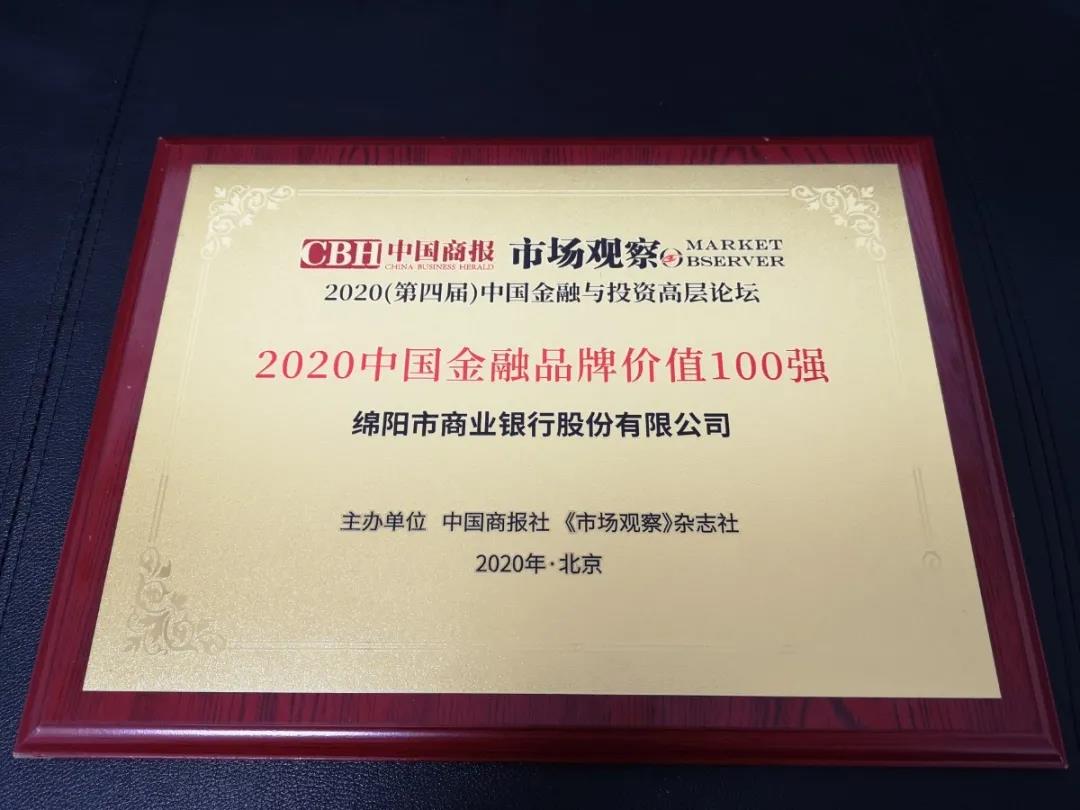 CBH 中国商报 市场观察 MARKET
CHINA BUSINESS HERALD BSERVER
2020(第四届)中国金融与投资高层论坛
2020中国金融品牌价值100强
绵阳市商业银行股份有限公司
主办单位 中国商报社 《市场观察》杂志社
2020年·北京